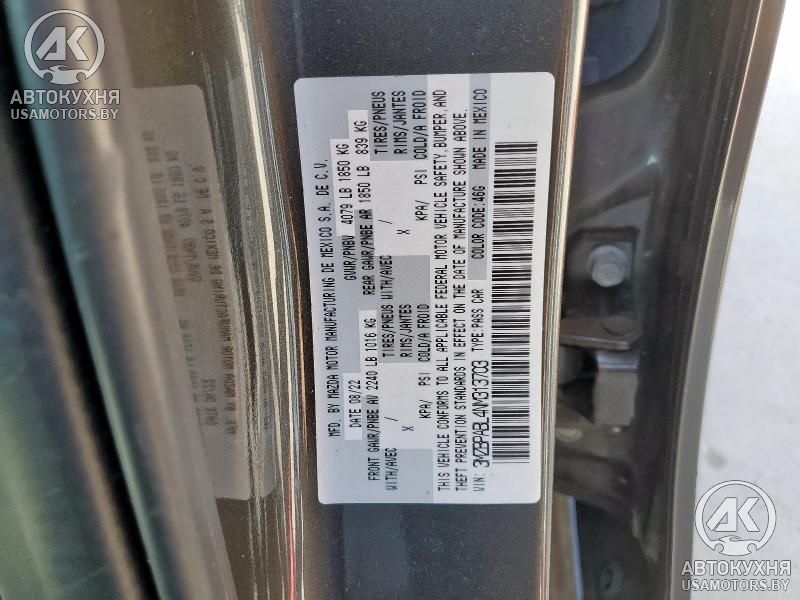 АВТОКУХНЯ
USAMOTORS.BY
MFD. BY MAZDA MOTOR MANUFACTURING DE MEXICO S.A. DE C.V.
DATE 08/22 GVWR/PNBV 4079 LB 1850 KG
FRONT GAWR/PNBE AV 2240 LB 1016 KG REAR GAWR/PNBE AR 1850 LB 839 KG
WITH/AVEC TIRES/PNEUS WITH/AVEC TIRES/PNEUS
/ RIMS/JANTES / RIMS/JANTES
X X
KPA/ PSI COLD/A FROID KPA/ PSI COLD/A FROID
THIS VEHICLE CONFORMS TO ALL APPLICABLE FEDERAL MOTOR VEHICLE SAFETY, BUMPER, AND
THEFT PREVENTION STANDARDS IN EFFECT ON THE DATE OF MANUFACTURE SHOWN ABOVE.
VIN: 3MZBPABL4NM313703 TYPE:PASS CAR COLOR CODE:46G MADE IN MEXICO
АВТОКУХНЯ
USAMOTORS.BY